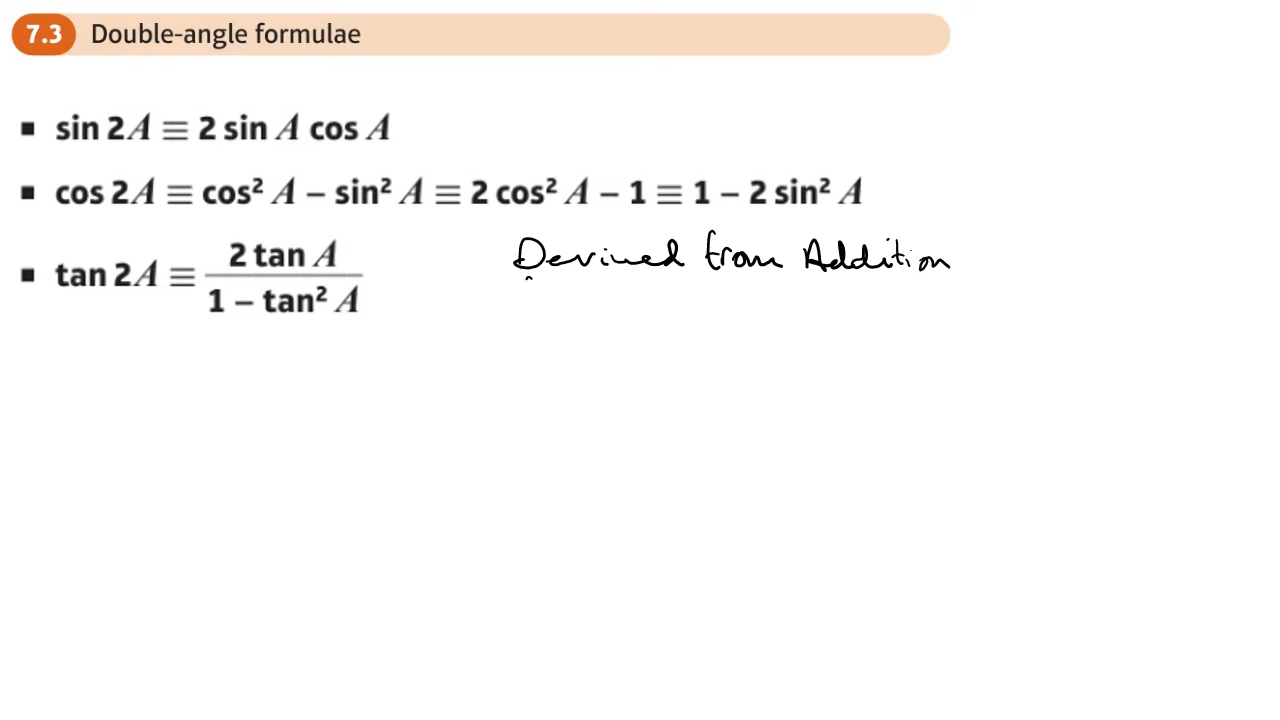 7.3 Double-angle formulae
▪ sin 2A ≡ 2 sin A cos A
▪ cos 2A ≡ cos² A – sin² A ≡ 2 cos² A – 1 ≡ 1 – 2 sin² A
▪ tan 2A ≡ 2 tan A / 1 – tan² A
Derived from Addition